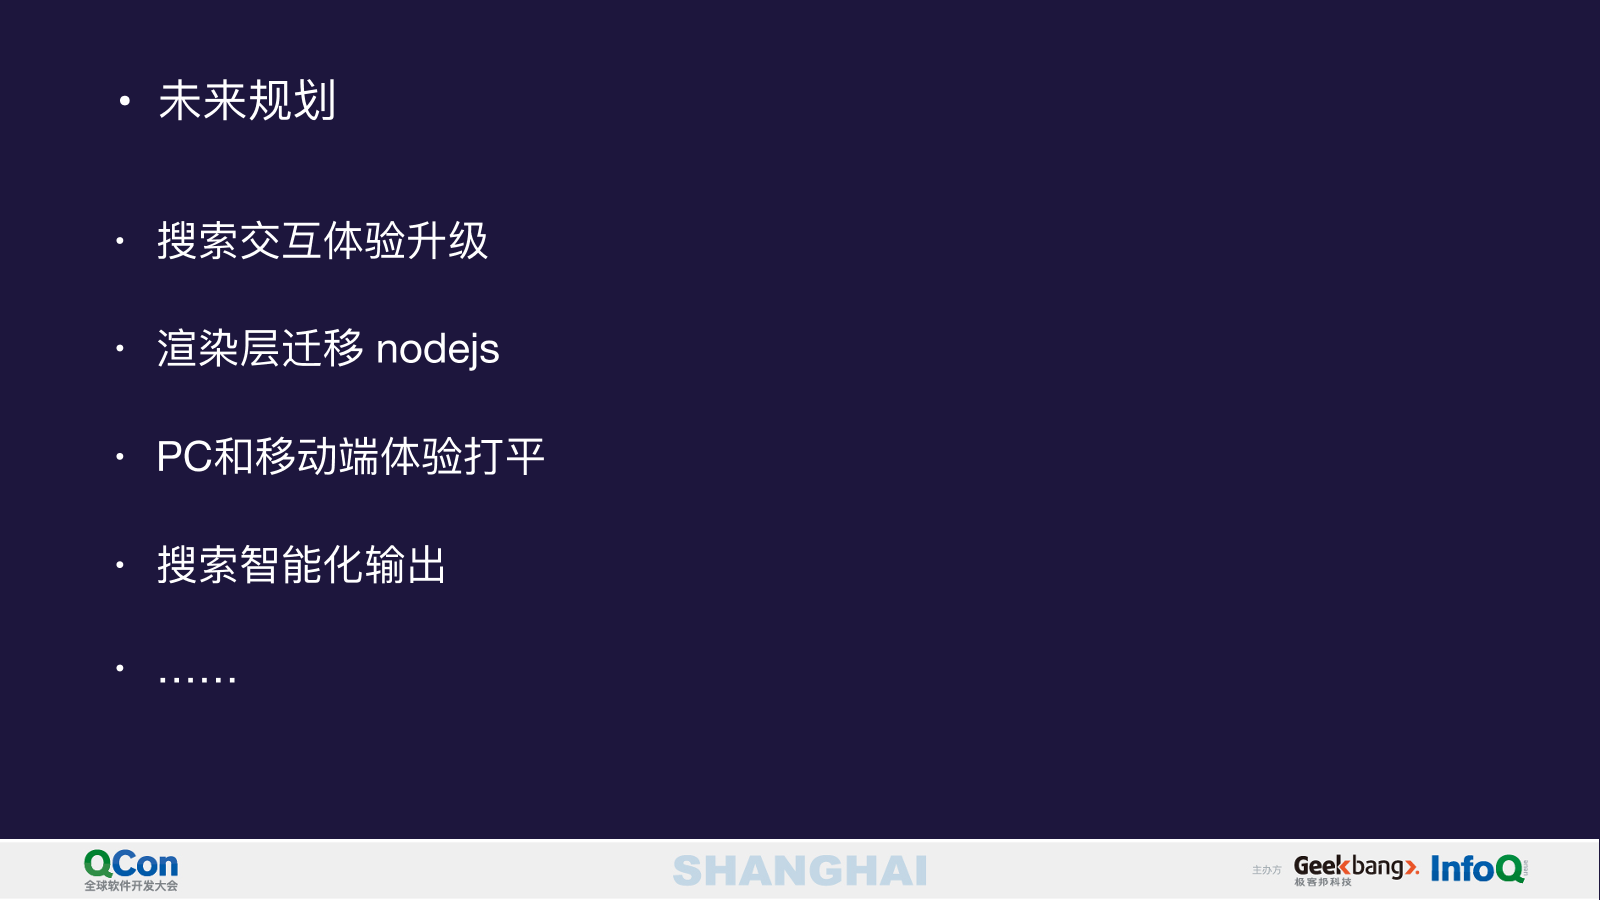 • 未来规划
• 搜索交互体验升级
• 渲染层迁移 nodejs
• PC和移动端体验打平
• 搜索智能化输出
• ……
QCon
全球软件开发大会
SHANGHAI
主办方
Geekbang>.
极客邦科技
InfoQ